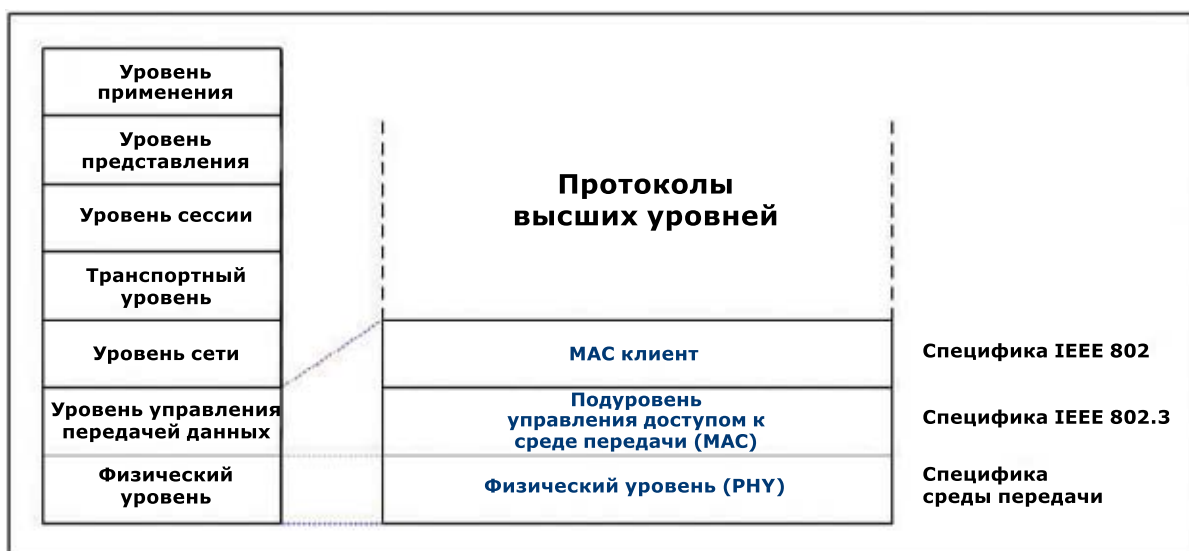 Уровень
применения
Уровень
представления
Уровень сессии
Транспортный
уровень
Уровень сети
Уровень управления
передачей данных
Физический
уровень
Протоколы
высших уровней
MAC клиент
Подуровень
управления доступом к
среде передачи (MAC)
Физический уровень (PHY)
Специфика IEEE 802
Специфика IEEE 802.3
Специфика
среды передачи